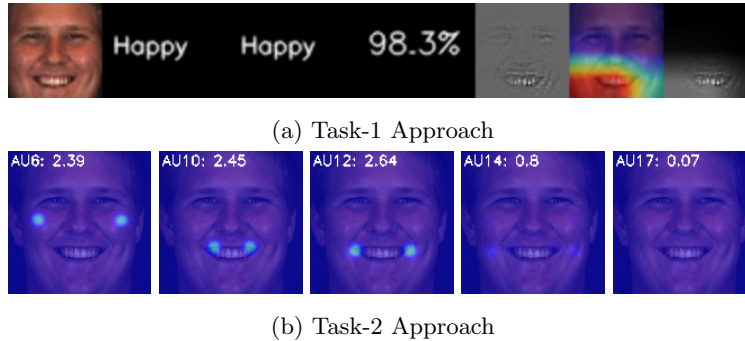 Happy Happy 98.3%
(a) Task-1 Approach
AU6: 2.39 AU10: 2.45 AU12: 2.64 AU14: 0.8 AU17: 0.07
(b) Task-2 Approach